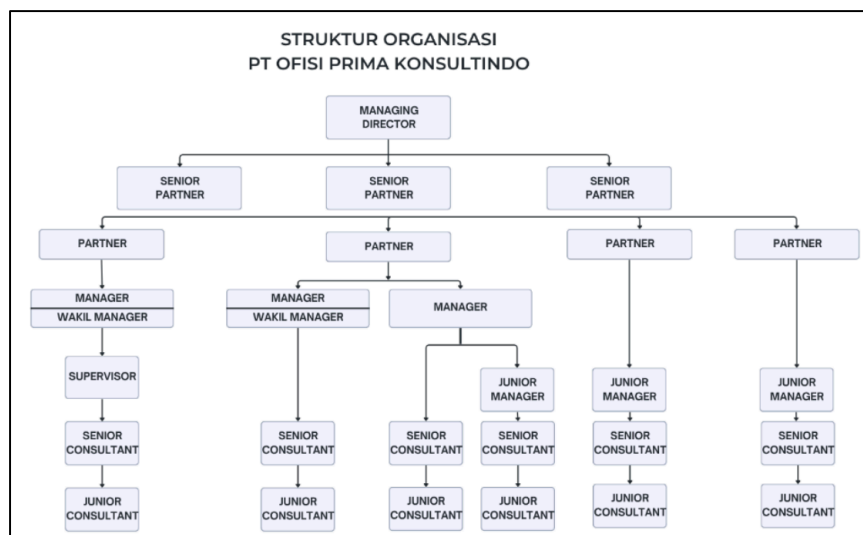 STRUKTUR ORGANISASI
PT OFISI PRIMA KONSULTINDO
MANAGING
DIRECTOR
SENIOR
PARTNER
SENIOR
PARTNER
SENIOR
PARTNER
PARTNER
PARTNER
PARTNER
PARTNER
MANAGER
WAKIL MANAGER
MANAGER
WAKIL MANAGER
MANAGER
SUPERVISOR
JUNIOR
MANAGER
JUNIOR
MANAGER
JUNIOR
MANAGER
SENIOR
CONSULTANT
SENIOR
CONSULTANT
SENIOR
CONSULTANT
SENIOR
CONSULTANT
SENIOR
CONSULTANT
SENIOR
CONSULTANT
JUNIOR
CONSULTANT
JUNIOR
CONSULTANT
JUNIOR
CONSULTANT
JUNIOR
CONSULTANT
JUNIOR
CONSULTANT
JUNIOR
CONSULTANT